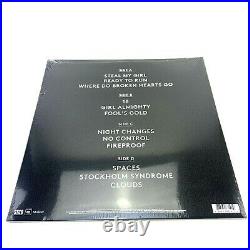 SIDE A
STEAL MY GIRL
READY TO RUN
WHERE DO BROKEN HEARTS GO
SIDE B
18
GIRL ALMIGHTY
FOOL'S GOLD
SIDE C
NIGHT CHANGES
NO CONTROL
FIREPROOF
SIDE D
SPACES
STOCKHOLM SYNDROME
CLOUDS